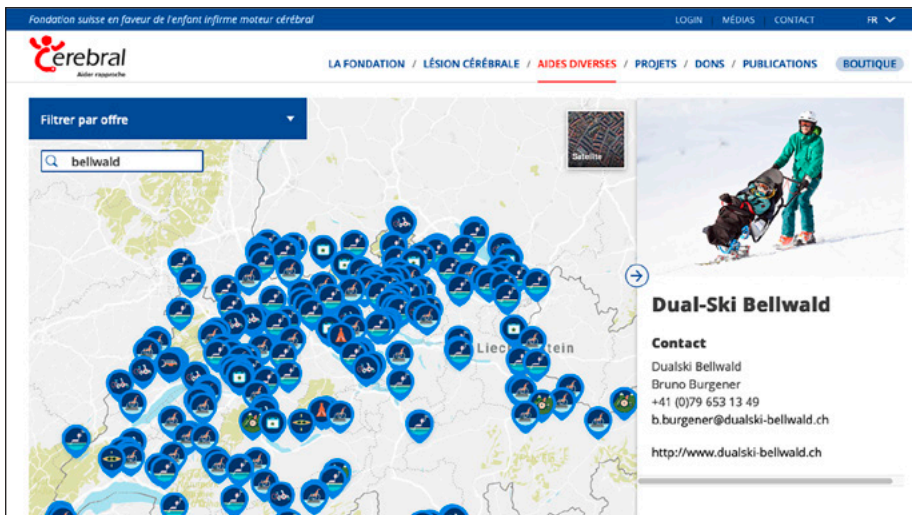 Fondation suisse en faveur de l'enfant infirme moteur cérébral
LOGIN MÉDIAS CONTACT FR
Cerebral
Aider rapproche
LA FONDATION / LÉSION CÉRÉBRALE / AIDES DIVERSES / PROJETS / DONS / PUBLICATIONS BOUTIQUE
Filtrer par offre
bellwald
Satellite
Liechtenstein
Dual-Ski Bellwald
Contact
Dualski Bellwald
Bruno Burgener
+41 (0)79 653 13 49
b.burgener@dualski-bellwald.ch
http://www.dualski-bellwald.ch